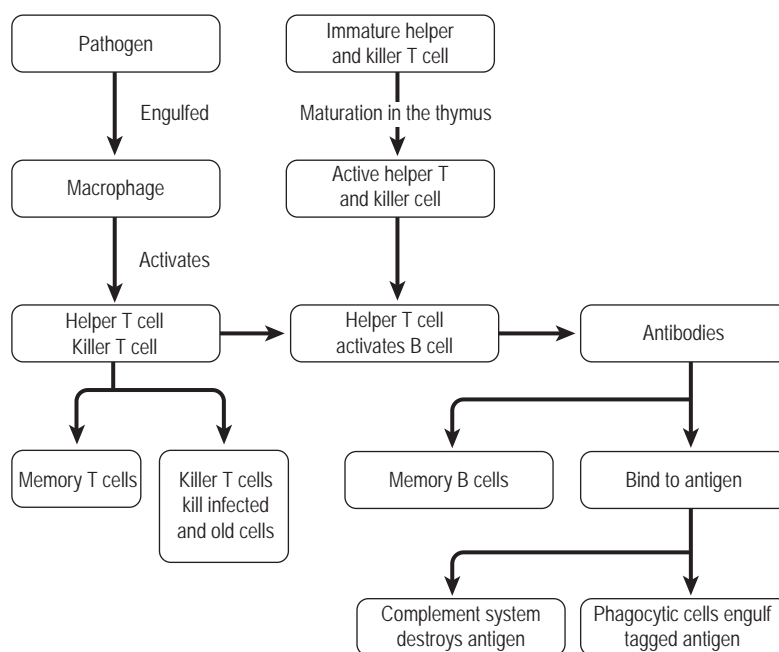 Pathogen
Immature helper
and killer T cell
Engulfed
Maturation in the thymus
Macrophage
Active helper T
and killer cell
Activates
Helper T cell
Killer T cell
Helper T cell
activates B cell
Antibodies
Memory T cells
Killer T cells
kill infected
and old cells
Memory B cells
Bind to antigen
Complement system
destroys antigen
Phagocytic cells engulf
tagged antigen